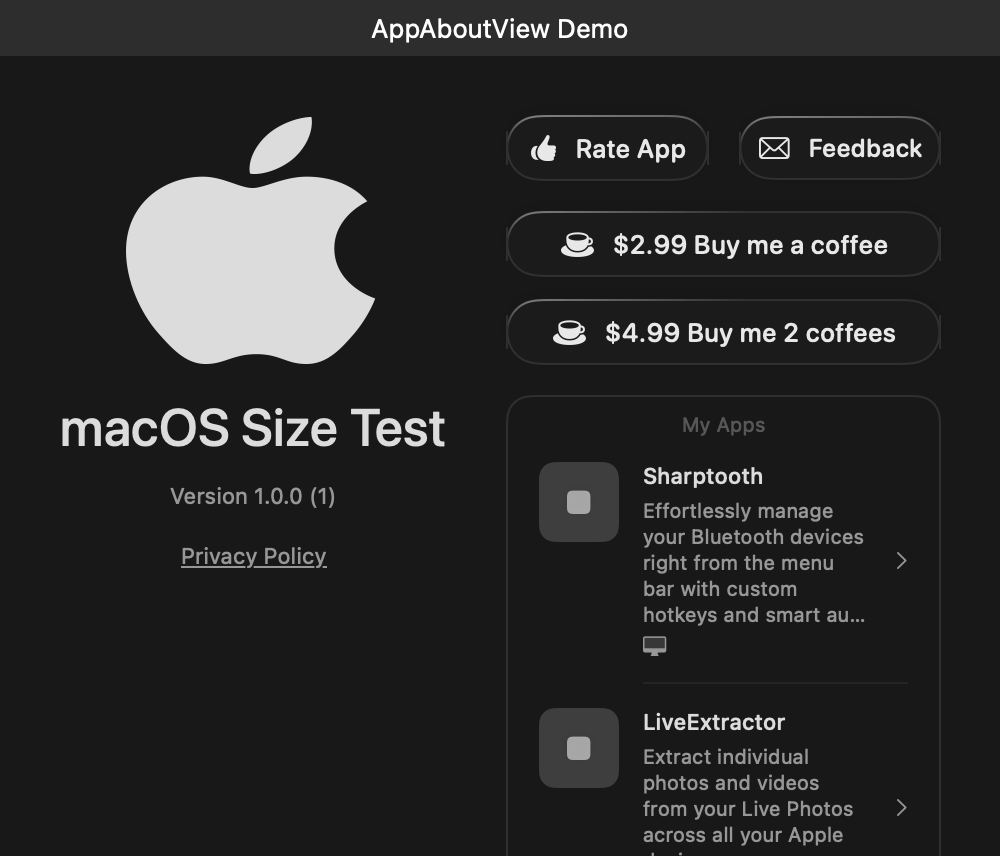 AppAboutView Demo
macOS Size Test
Version 1.0.0 (1)
Privacy Policy
Rate App
Feedback
$2.99 Buy me a coffee
$4.99 Buy me 2 coffees
My Apps
Sharptooth
Effortlessly manage
your Bluetooth devices
right from the menu
bar with custom
hotkeys and smart au...
LiveExtractor
Extract individual
photos and videos
from your Live Photos
across all your Apple